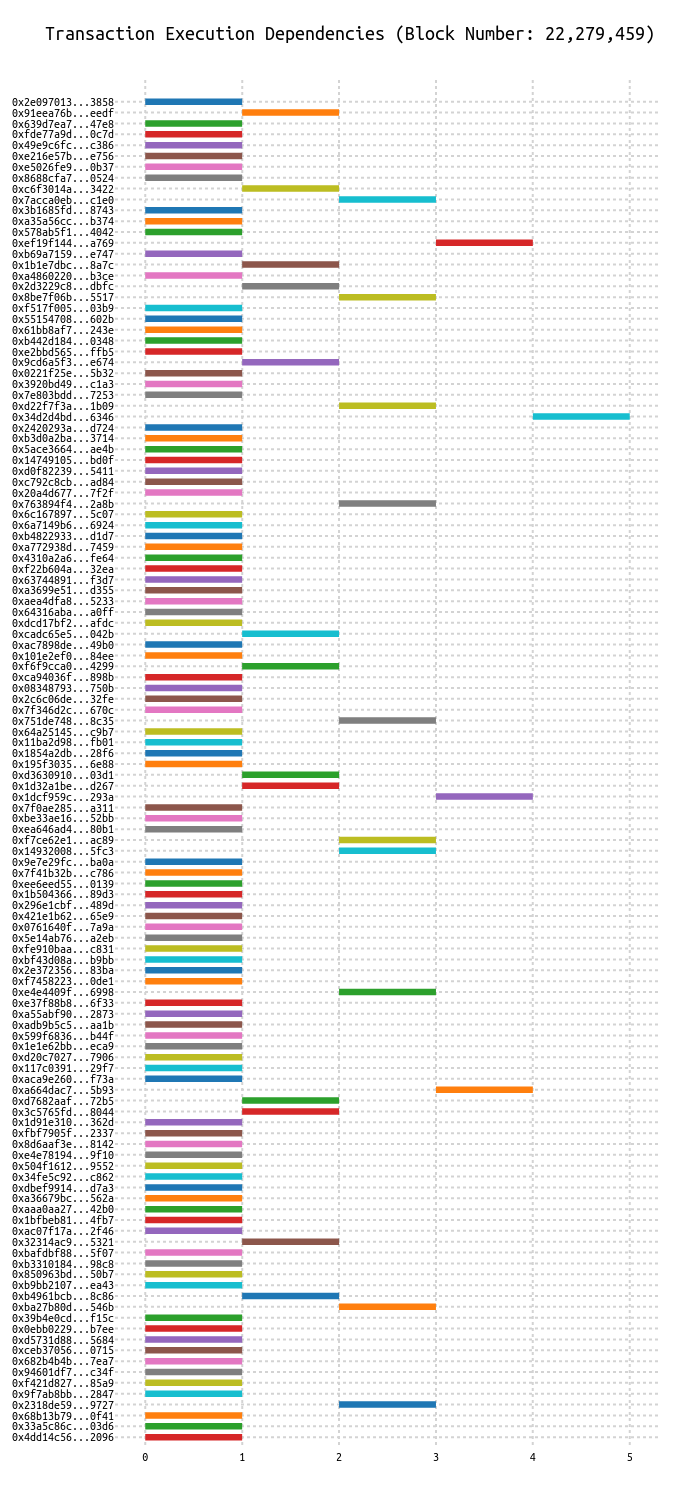 Transaction Execution Dependencies (Block Number: 22,279,459)
0x2e097013...3858
0x91eea76b...eedf
0x639d7ea7...47e8
0xfde77a9d...0c7d
0x49e9c6fc...c386
0xe216e57b...e756
0xe5026fe9...0b37
0x8688cfa7...0524
0xc6f3014a...3422
0x7acca0eb...c1e0
0x3b1685fd...8743
0xa35a56cc...b374
0x578ab5f1...4042
0xef19f144...a769
0xb69a7159...e747
0x1b1e7dbc...8a7c
0xa4860220...b3ce
0x2d3229c8...dbfc
0x8be7f06b...5517
0xf517f005...03b9
0x55154708...602b
0x61bb8af7...243e
0xb442d184...0348
0xe2bbd565...ffb5
0x9cd6a5f3...e674
0x0221f25e...5b32
0x3920bd49...c1a3
0x7e803bdd...7253
0xd22f7f3a...1b09
0x34d2d4bd...6346
0x2420293a...d724
0xb3d0a2ba...3714
0x5ace3664...ae4b
0x14749105...bd0f
0xd0f82239...5411
0xc792c8cb...ad84
0x20a4d677...7f2f
0x763894f4...2a8b
0x6c167897...5c07
0x6a7149b6...6924
0xb4822933...d1d7
0xa772938d...7459
0x4310a2a6...fe64
0xf22b604a...32ea
0x63744891...f3d7
0xa3699e51...d355
0xaea4dfa8...5233
0x64316aba...a0ff
0xdcd17bf2...afdc
0xcadc65e5...042b
0xac7898de...49b0
0x101e2ef0...84ee
0xf6f9cca0...4299
0xca94036f...898b
0x08348793...750b
0x2c6c06de...32fe
0x7f346d2c...670c
0x751de748...8c35
0x64a25145...c9b7
0x11ba2d98...fb01
0x1854a2db...28f6
0x195f3035...6e88
0xd3630910...03d1
0x1d32a1be...d267
0x1dcf959c...293a
0x7f0ae285...a311
0xbe33ae16...52bb
0xea646ad4...80b1
0xf7ce62e1...ac89
0x14932008...5fc3
0x9e7e29fc...ba0a
0x7f41b32b...c786
0xee6eed55...0139
0x1b504366...89d3
0x296e1cbf...489d
0x421e1b62...65e9
0x0761640f...7a9a
0x5e14ab76...a2eb
0xfe910baa...c831
0xbf43d08a...b9bb
0x2e372356...83ba
0xf7458223...0de1
0xe4e4409f...6998
0xe37f88b8...6f33
0xa55abf90...2873
0xadb9b5c5...aa1b
0x599f6836...b44f
0x1e1e62bb...eca9
0xd20c7027...7906
0x117c0391...29f7
0xaca9e260...f73a
0xa664dac7...5b93
0xd7682aaf...72b5
0x3c5765fd...8044
0x1d91e310...362d
0xfbf7905f...2337
0x8d6aaf3e...8142
0xe4e78194...9f10
0x504f1612...9552
0x34fe5c92...c862
0xdbef9914...d7a3
0xa36679bc...562a
0xaaa0aa27...42b0
0x1bfbeb81...4fb7
0xac07f17a...2f46
0x32314ac9...5321
0xbafdbf88...5f07
0xb3310184...98c8
0x850963bd...50b7
0xb9bb2107...ea43
0xb4961bcb...8c86
0xba27b80d...546b
0x39b4e0cd...f15c
0x0ebb0229...b7ee
0xd5731d88...5684
0xceb37056...0715
0x682b4b4b...7ea7
0x94601df7...c34f
0xf421d827...85a9
0x9f7ab8bb...2847
0x2318de59...9727
0x68b13b79...0f41
0x33a5c86c...03d6
0x4dd14c56...2096
0 1 2 3 4 5